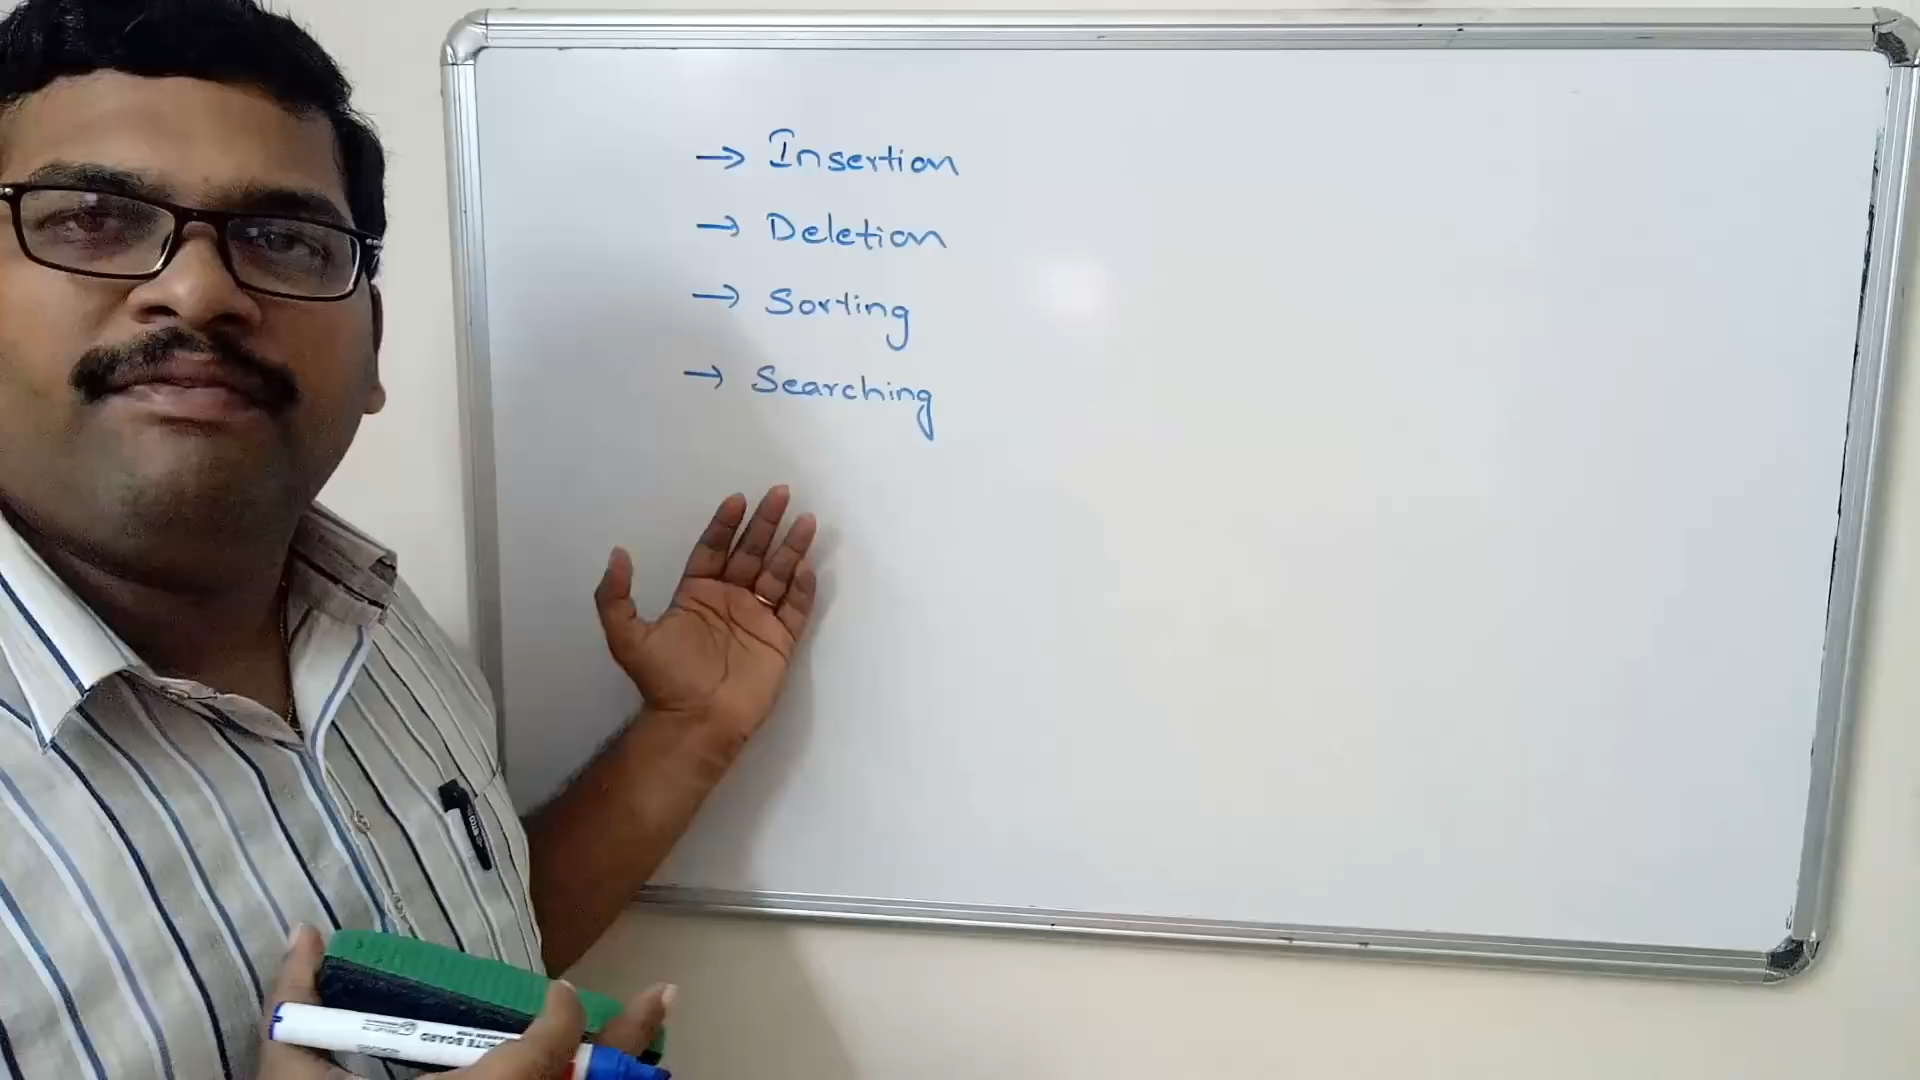 → Insertion
→ Deletion
→ Sorting
→ Searching